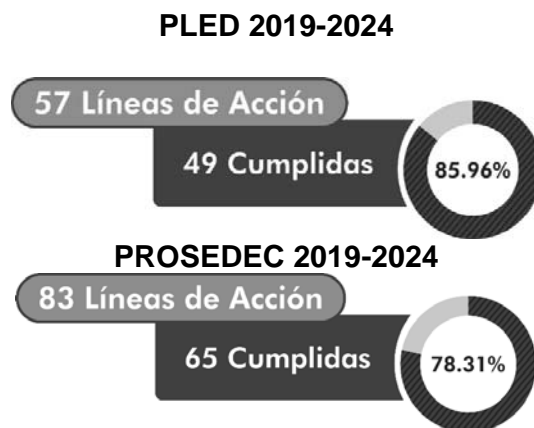 PLED 2019-2024
57 Líneas de Acción
49 Cumplidas
85.96%
PROSEDEC 2019-2024
83 Líneas de Acción
65 Cumplidas
78.31%